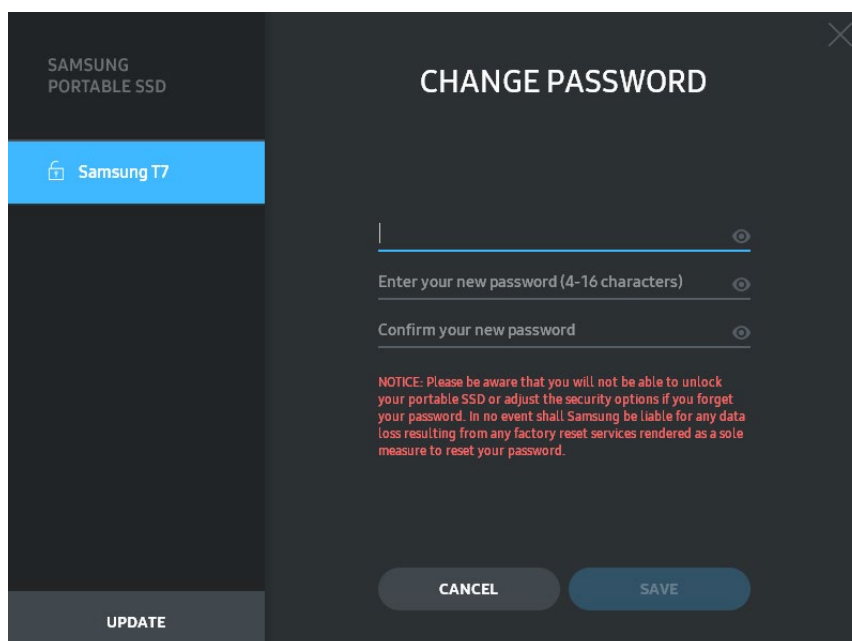 SAMSUNG
PORTABLE SSD
Samsung T7
UPDATE
CHANGE PASSWORD
Enter your new password (4-16 characters)
Confirm your new password
NOTICE: Please be aware that you will not be able to unlock
your portable SSD or adjust the security options if you forget
your password. In no event shall Samsung be liable for any data
loss resulting from any factory reset services rendered as a sole
measure to reset your password.
CANCEL
SAVE